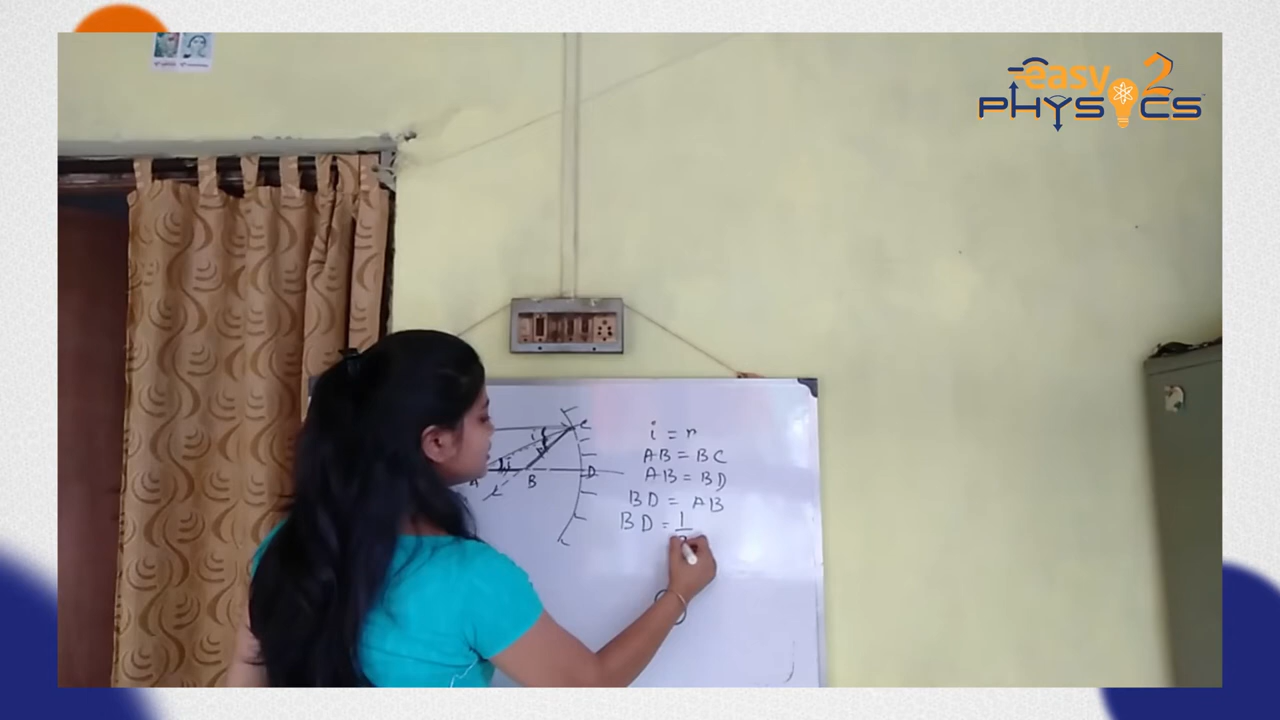 easy 2
PHYSICS
i = r
AB = BC
AB = BD
BD = AB
BD = 1
C
i
i
A
B
D